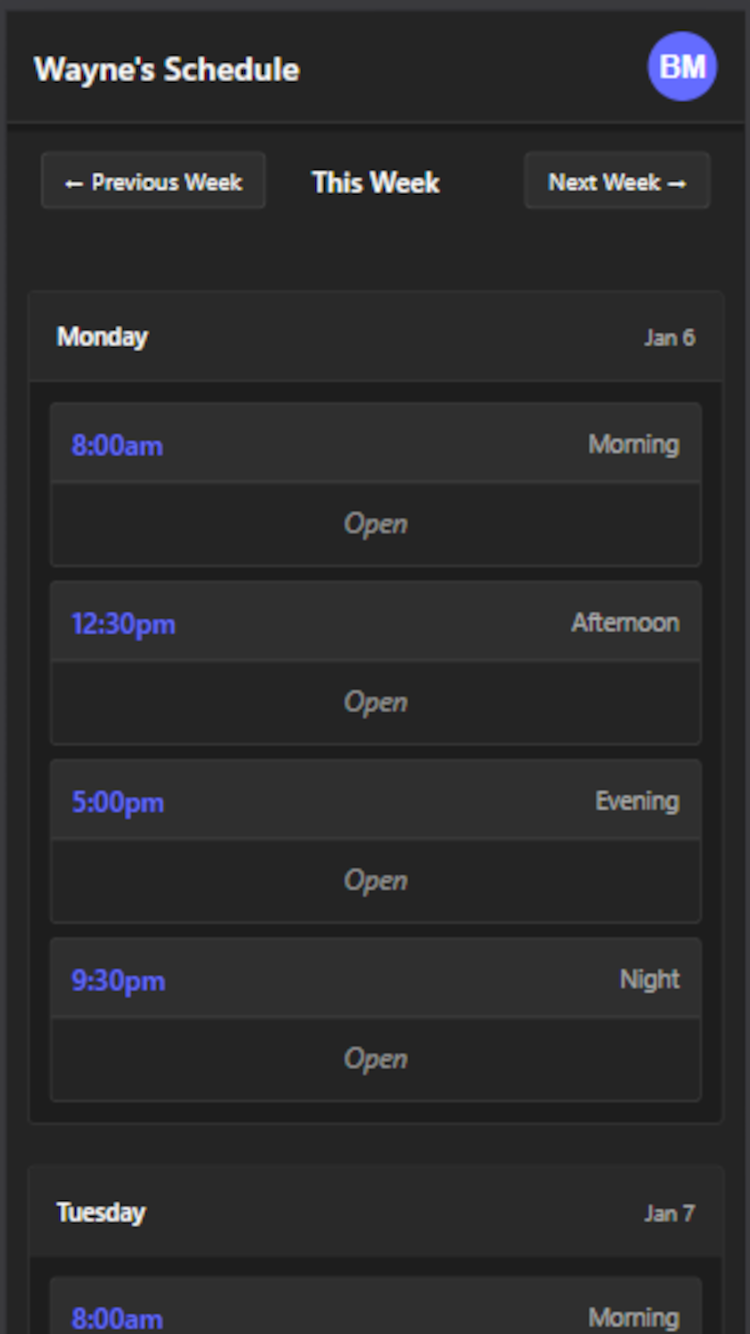 Wayne's Schedule BM
← Previous Week This Week Next Week →
Monday Jan 6
8:00am Morning
Open
12:30pm Afternoon
Open
5:00pm Evening
Open
9:30pm Night
Open
Tuesday Jan 7
8:00am Morning